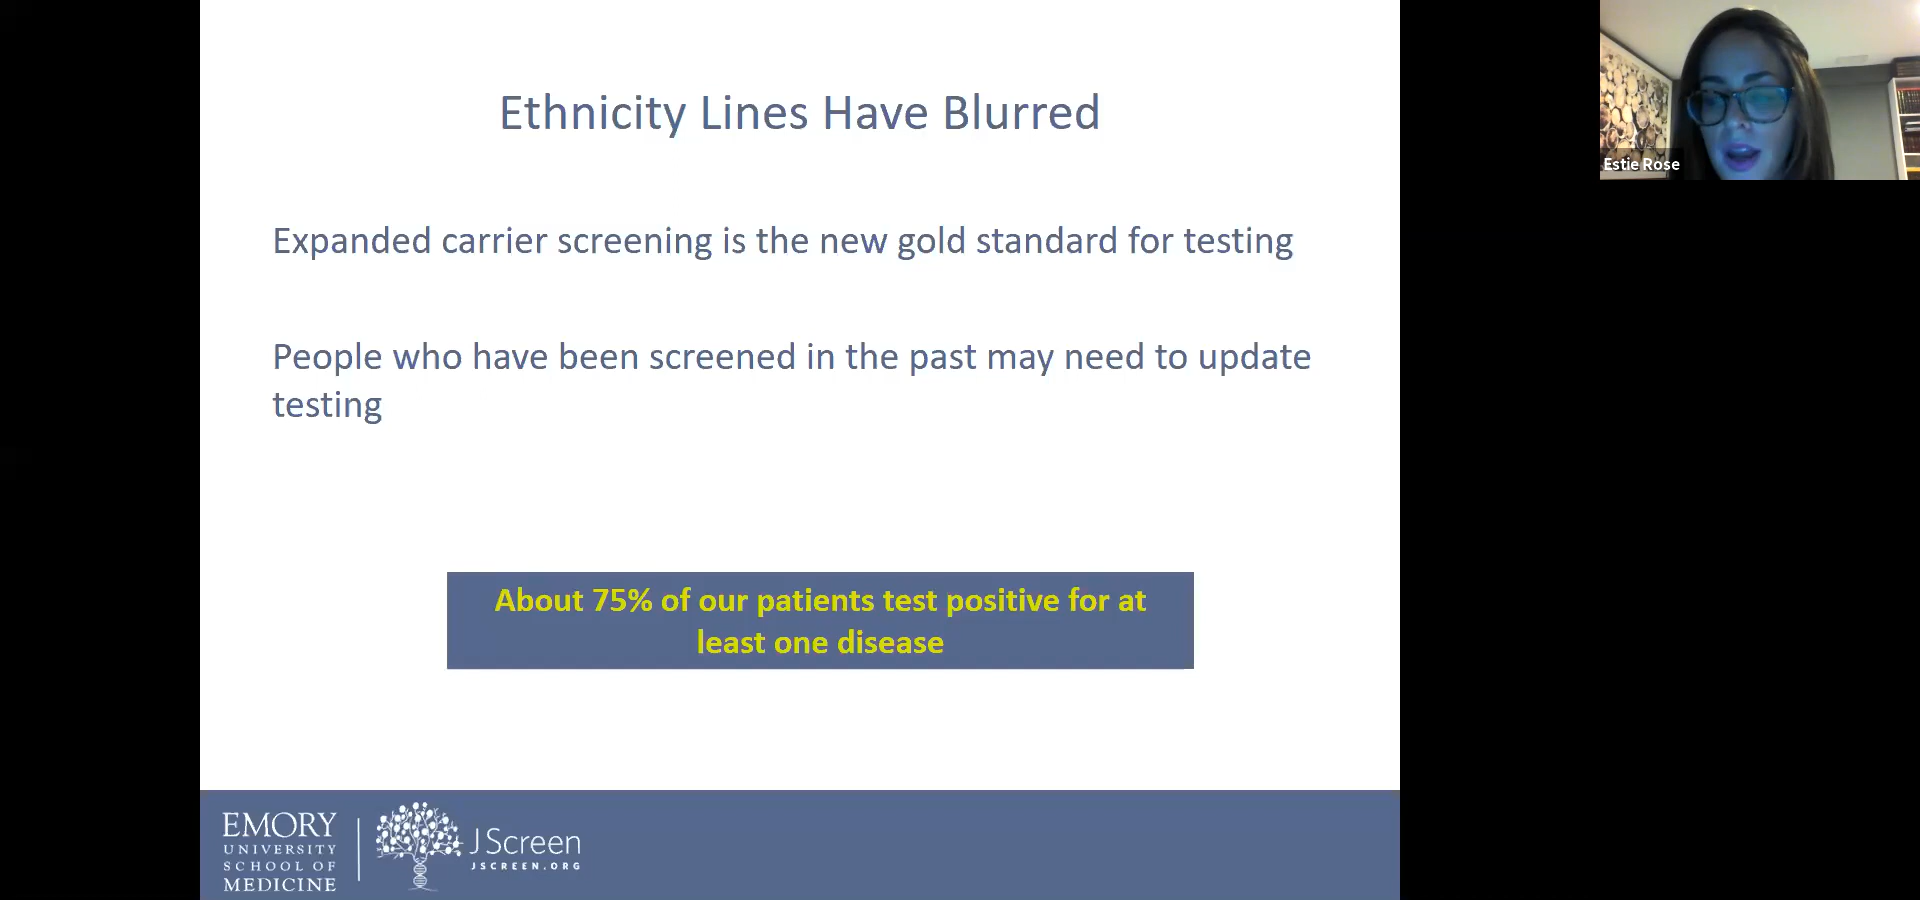 Ethnicity Lines Have Blurred
Expanded carrier screening is the new gold standard for testing
People who have been screened in the past may need to update
testing
About 75% of our patients test positive for at
least one disease
EMORY
UNIVERSITY
SCHOOL OF
MEDICINE
JScreen
JSCREEN.ORG
Estie Rose